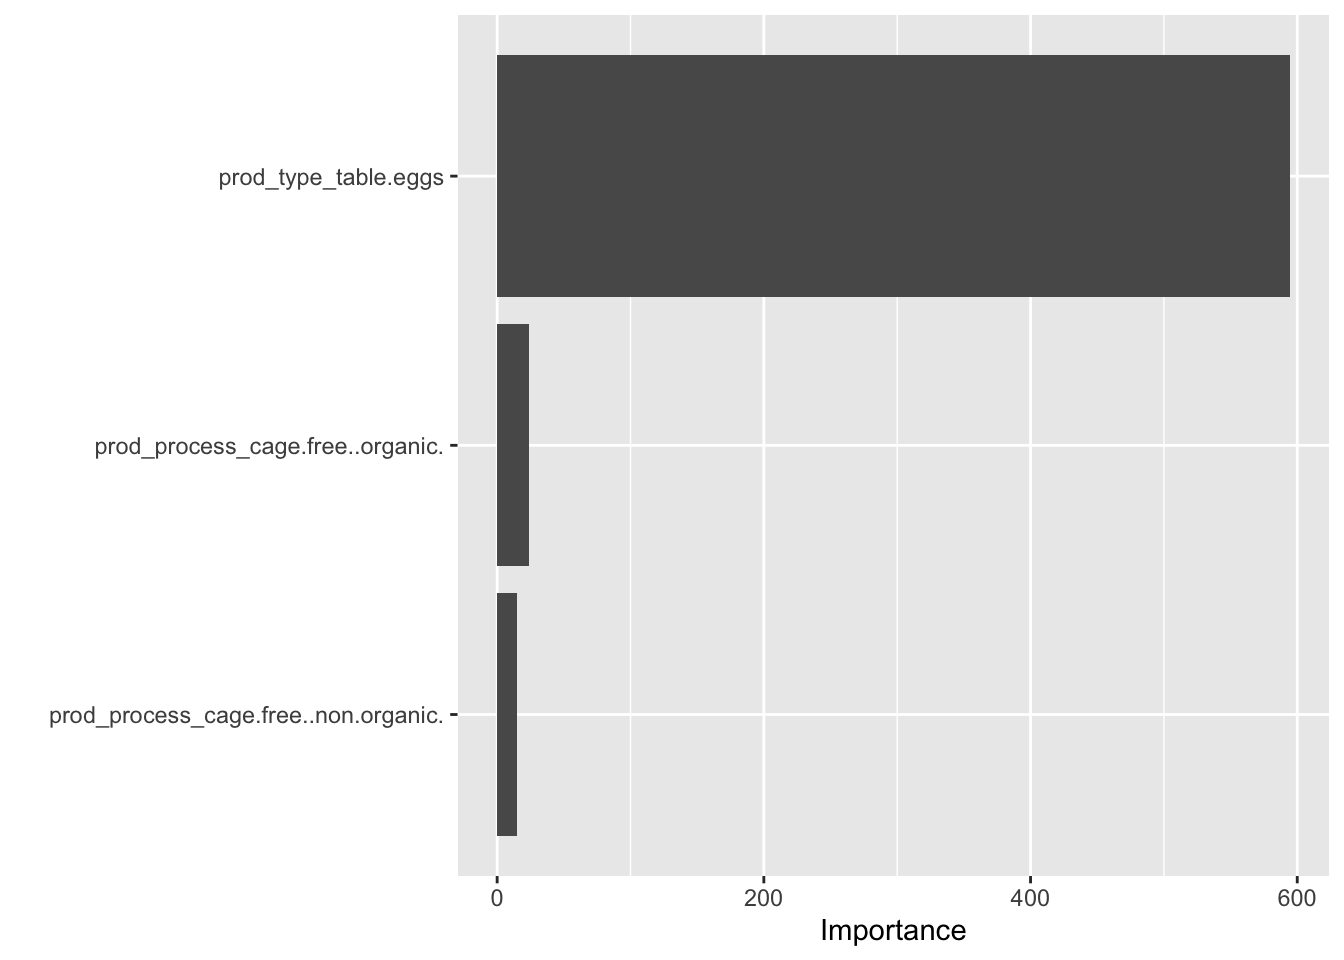 prod_type_table.eggs
prod_process_cage.free..organic.
prod_process_cage.free..non.organic.
0 200 400 600
Importance